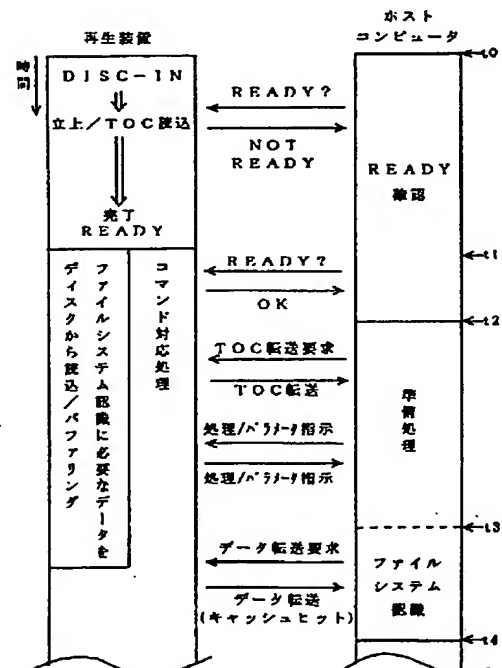 再生装置
ホスト
コンピュータ
時間
DISC-IN
立上/TOC読込
完了
READY
READY?
NOT
READY
READY
確認
READY?
OK
ファイルシステム認識に必要なデータを
ディスクから読込/バファリング
コマンド対応処理
TOC転送要求
TOC転送
処理/パラメータ指示
処理/パラメータ指示
準備処理
データ転送要求
データ転送
(キャッシュヒット)
ファイル
システム
認識
t0
t1
t2
t3
t4